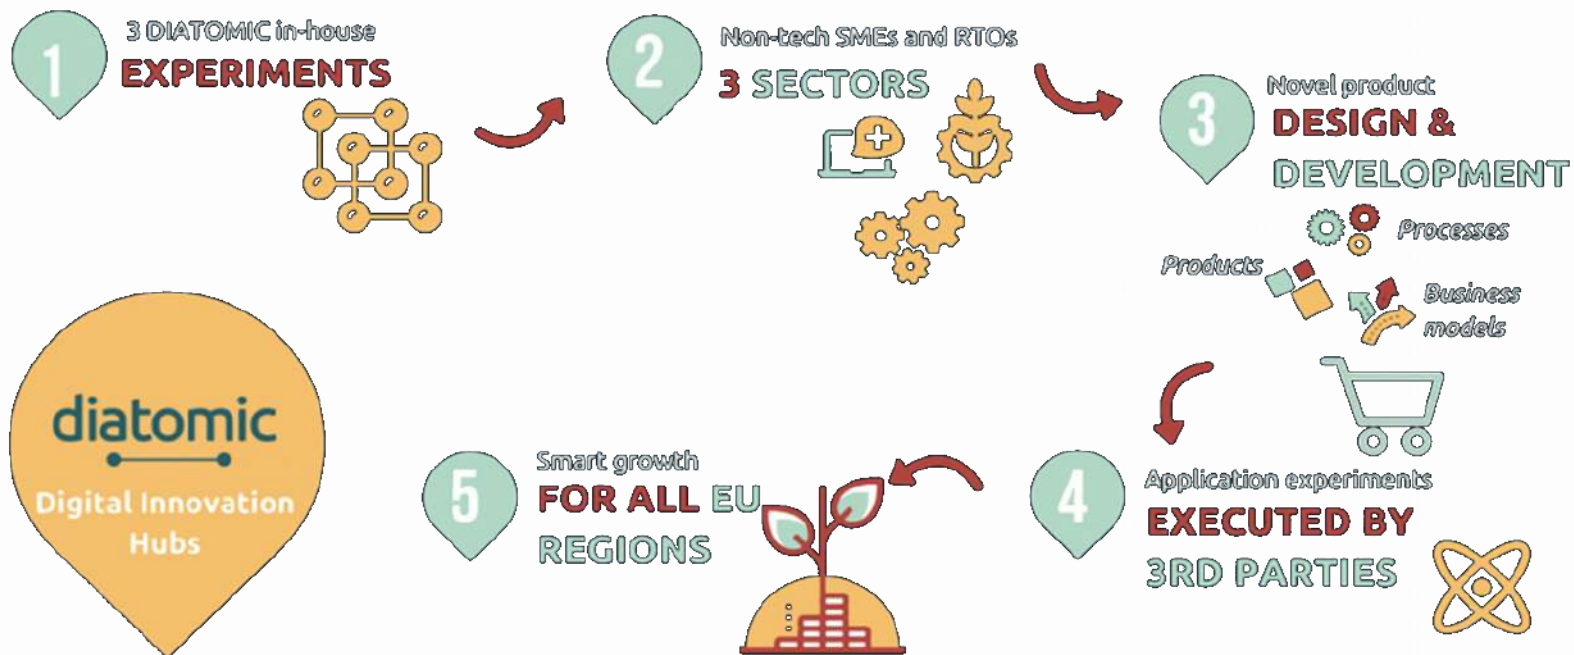 1
3 DIATOMIC in-house
EXPERIMENTS
2
Non-tech SMEs and RTOs
3 SECTORS
3
Novel product
DESIGN &
DEVELOPMENT
Processes
Products
Business
models
4
Application experiments
EXECUTED BY
3RD PARTIES
5
Smart growth
FOR ALL EU
REGIONS
diatomic
Digital Innovation
Hubs